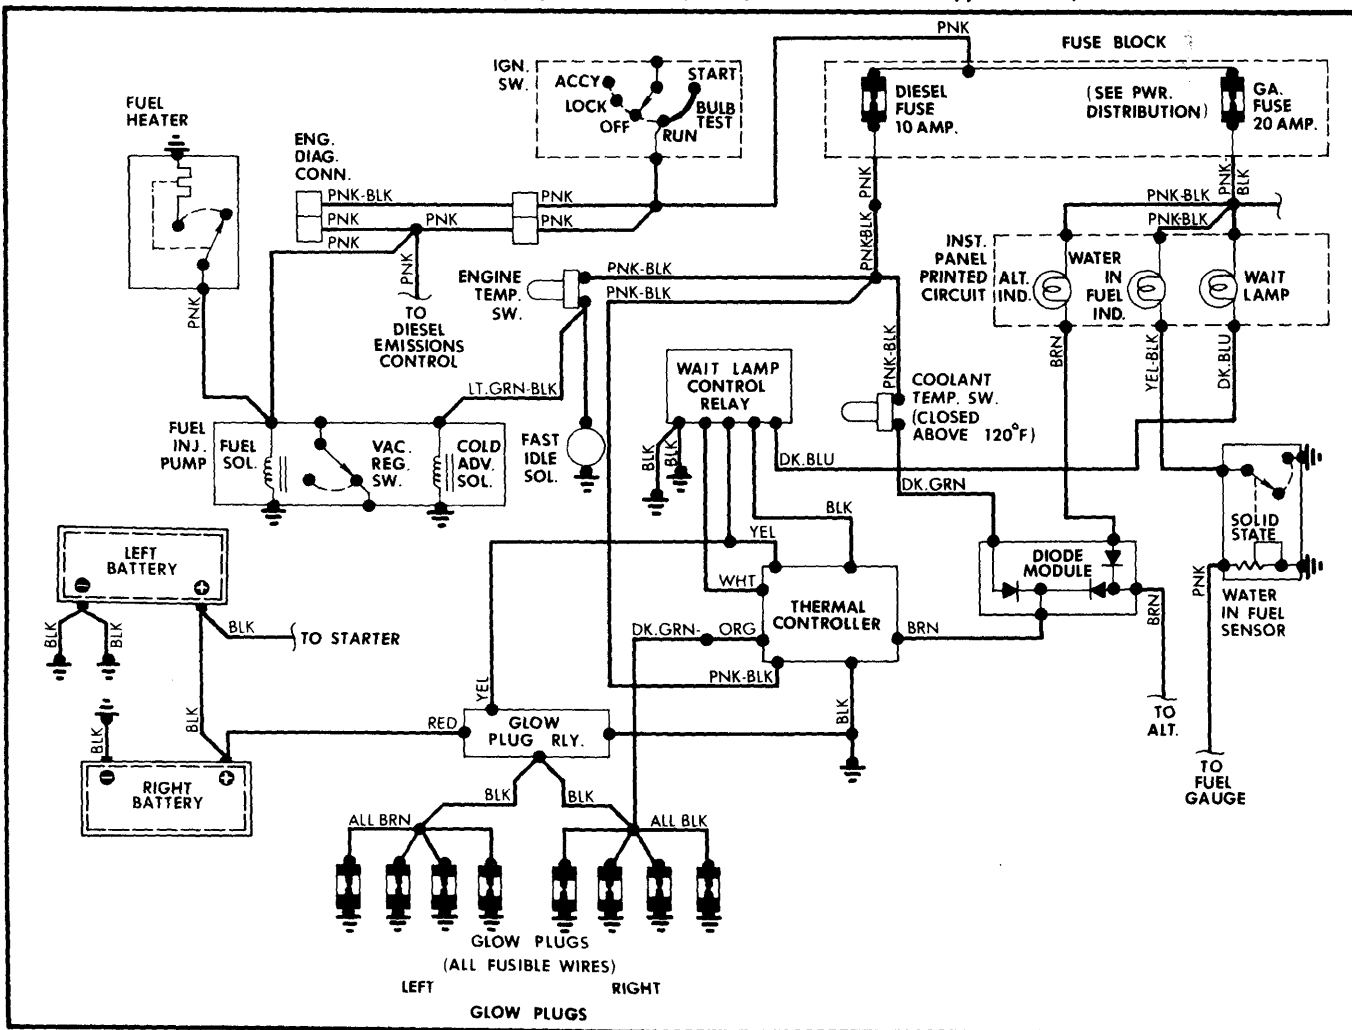 PNK
FUSE BLOCK
IGN.
SW.
ACCY
START
LOCK
BULB
TEST
OFF
RUN
DIESEL
FUSE
10 AMP.
(SEE PWR.
DISTRIBUTION)
GA.
FUSE
20 AMP.
FUEL
HEATER
ENG.
DIAG.
CONN.
PNK-BLK
PNK
PNK
PNK
PNK
PNK
PNK
PNK
PNK-BLK
PNK
BLK
PNK-BLK
PNK-BLK
PNK
TO
DIESEL
EMISSIONS
CONTROL
ENGINE
TEMP.
SW.
PNK-BLK
PNK-BLK
INST.
PANEL
PRINTED
CIRCUIT
ALT.
IND.
WATER
IN
FUEL
IND.
WAIT
LAMP
PNK
LT.GRN-BLK
WAIT LAMP
CONTROL
RELAY
PNK-BLK
COOLANT
TEMP. SW.
(CLOSED
ABOVE 120°F)
BRN
YEL-BLK
DK.BLU
FUEL
INJ.
PUMP
FUEL
SOL.
VAC.
REG.
SW.
COLD
ADV.
SOL.
FAST
IDLE
SOL.
BLK
BLK
DK.BLU
DK.GRN
BLK
YEL
SOLID
STATE
LEFT
BATTERY
DIODE
MODULE
WHT
THERMAL
CONTROLLER
PNK
WATER
IN FUEL
SENSOR
BLK
BLK
BLK
TO STARTER
DK.GRN-
ORG
BRN
BRN
PNK-BLK
YEL
BLK
BLK
BLK
RED
GLOW
PLUG RLY.
TO
ALT.
TO
FUEL
GAUGE
RIGHT
BATTERY
BLK
BLK
ALL BRN
ALL BLK
GLOW PLUGS
(ALL FUSIBLE WIRES)
LEFT
RIGHT
GLOW PLUGS